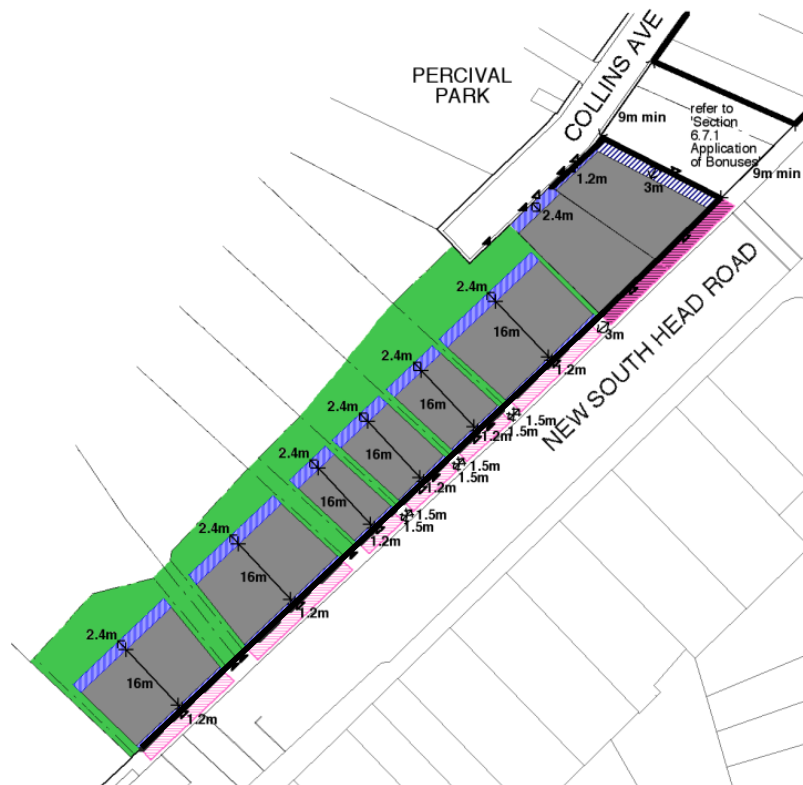 PERCIVAL
PARK
COLLINS AVE
9m min
refer to
'Section
6.7.1
Application
of Bonuses'
9m min
1.2m
3m
2.4m
2.4m
16m
1.2m
3m
NEW SOUTH HEAD ROAD
2.4m
16m
1.2m
1.5m
1.5m
2.4m
16m
1.2m
1.5m
1.5m
2.4m
16m
1.2m
1.5m
1.5m
2.4m
16m
1.2m
2.4m
16m
1.2m